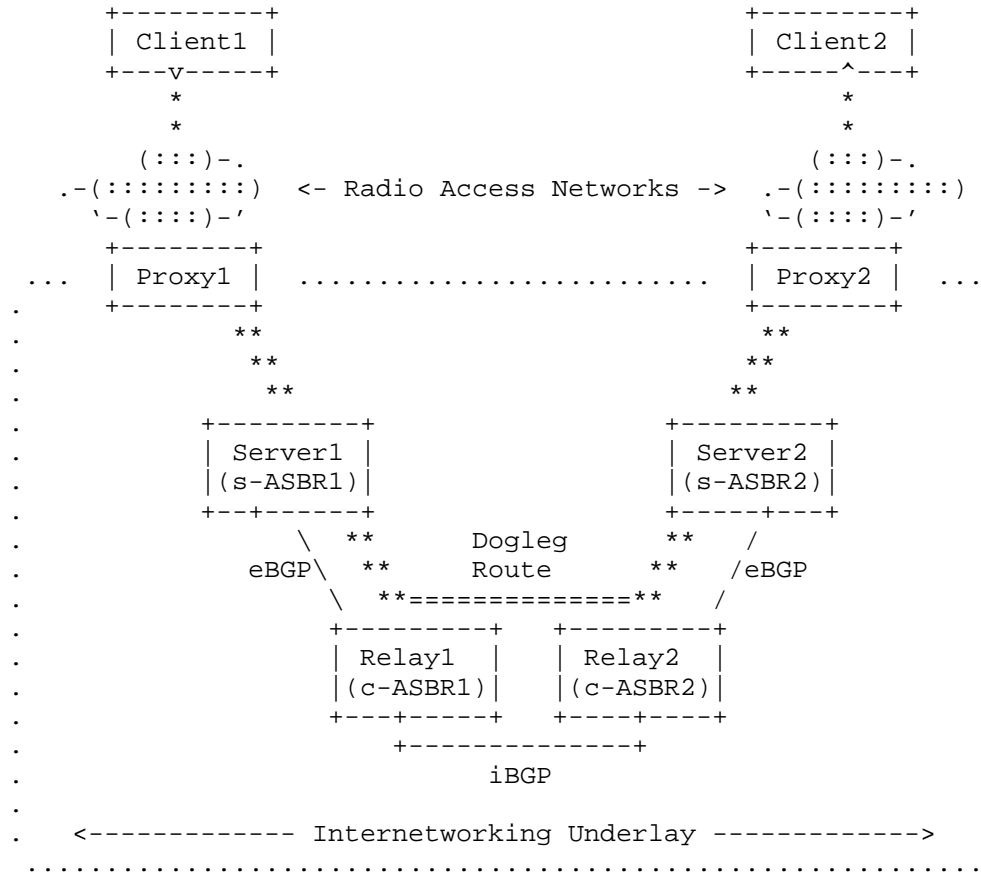 Client1 Client2
<- Radio Access Networks ->
Proxy1 Proxy2
Server1 Server2
(s-ASBR1) (s-ASBR2)
Dogleg
eBGP Route eBGP
Relay1 Relay2
(c-ASBR1) (c-ASBR2)
iBGP
<------------- Internetworking Underlay ------------->